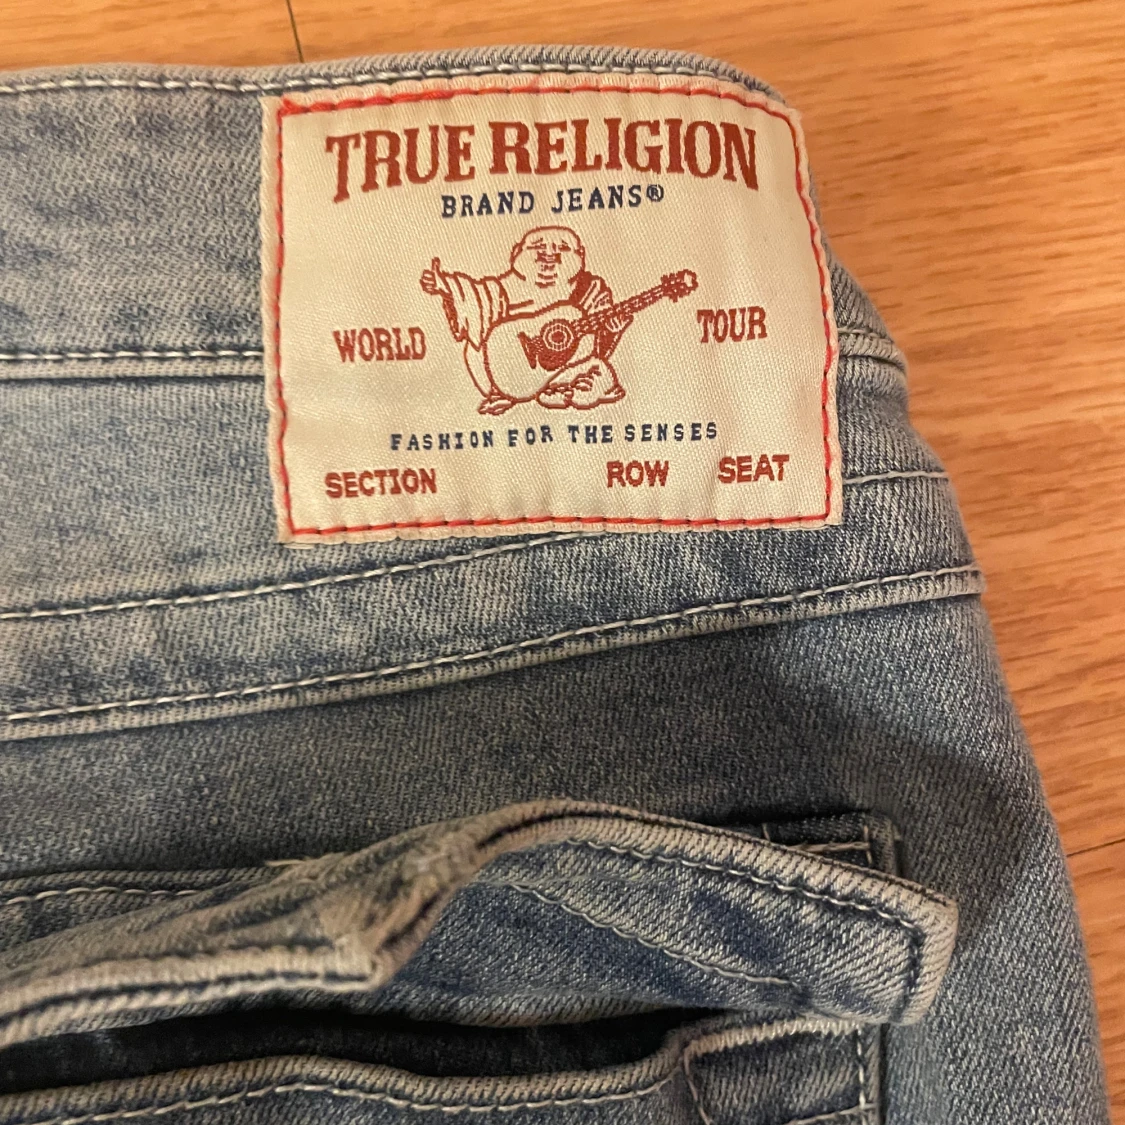 TRUE RELIGION
BRAND JEANS®
WORLD TOUR
FASHION FOR THE SENSES
SECTION ROW SEAT